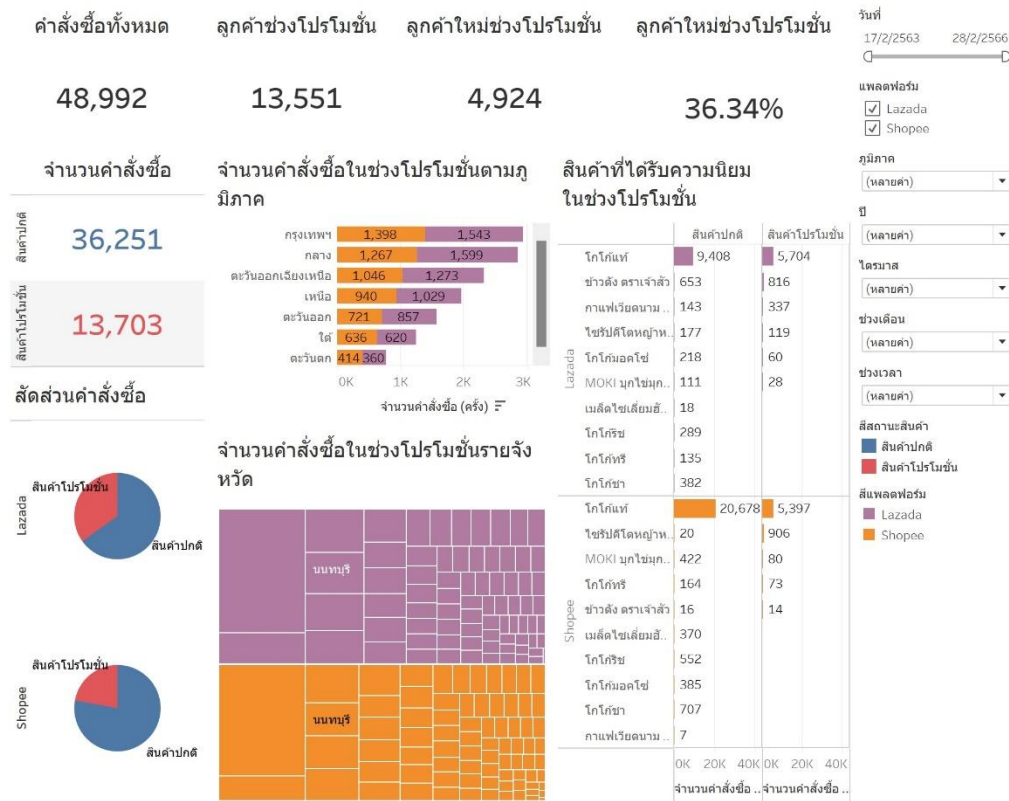 คำสั่งซื้อทั้งหมด
48,992
ลูกค้าช่วงโปรโมชั่น
13,551
ลูกค้าใหม่ช่วงโปรโมชั่น
4,924
ลูกค้าใหม่ช่วงโปรโมชั่น
36.34%
จำนวนคำสั่งซื้อ
สินค้าปกติ
36,251
สินค้าโปรโมชั่น
13,703
สัดส่วนคำสั่งซื้อ
Lazada
สินค้าโปรโมชั่น
สินค้าปกติ
Shopee
สินค้าโปรโมชั่น
สินค้าปกติ
จำนวนคำสั่งซื้อในช่วงโปรโมชั่นตามภู
มิภาค
กรุงเทพฯ 1,398 1,543
กลาง 1,267 1,599
ตะวันออกเฉียงเหนือ 1,046 1,273
เหนือ 940 1,029
ตะวันออก 721 857
ใต้ 636 620
ตะวันตก 414 360
0K 1K 2K 3K
จำนวนคำสั่งซื้อ (ครั้ง)
จำนวนคำสั่งซื้อในช่วงโปรโมชั่นรายจัง
หวัด
นนทบุรี
นนทบุรี
สินค้าที่ได้รับความนิยม
ในช่วงโปรโมชั่น
สินค้าปกติ สินค้าโปรโมชั่น
Lazada
โกโก้แท้ 9,408 5,704
ข้าวตัง ตราเจ้าสัว 653 816
กาแฟเวียดนาม .. 143 337
ไซรัปคีโตหญ้าห.. 177 119
โกโก้มอคโช่ 218 60
MOKI มุกไข่มุก.. 111 28
เมล็ดไซเลี่ยมฮั.. 18
โกโก้ริช 289
โกโก้ทรี 135
โกโก้ชา 382
Shopee
โกโก้แท้ 20,678 5,397
ไซรัปคีโตหญ้าห.. 20 906
MOKI มุกไข่มุก.. 422 80
โกโก้ทรี 164 73
ข้าวตัง ตราเจ้าสัว 16 14
เมล็ดไซเลี่ยมฮั.. 370
โกโก้ริช 552
โกโก้มอคโช่ 385
โกโก้ชา 707
กาแฟเวียดนาม .. 7
0K 20K 40K 0K 20K 40K
จำนวนคำสั่งซื้อ .. จำนวนคำสั่งซื้อ ..
วันที่
17/2/2563 28/2/2566
แพลตฟอร์ม
Lazada
Shopee
ภูมิภาค
(หลายค่า)
ปี
(หลายค่า)
ไตรมาส
(หลายค่า)
ช่วงเดือน
(หลายค่า)
ช่วงเวลา
(หลายค่า)
สีสถานะสินค้า
สินค้าปกติ
สินค้าโปรโมชั่น
สีแพลตฟอร์ม
Lazada
Shopee